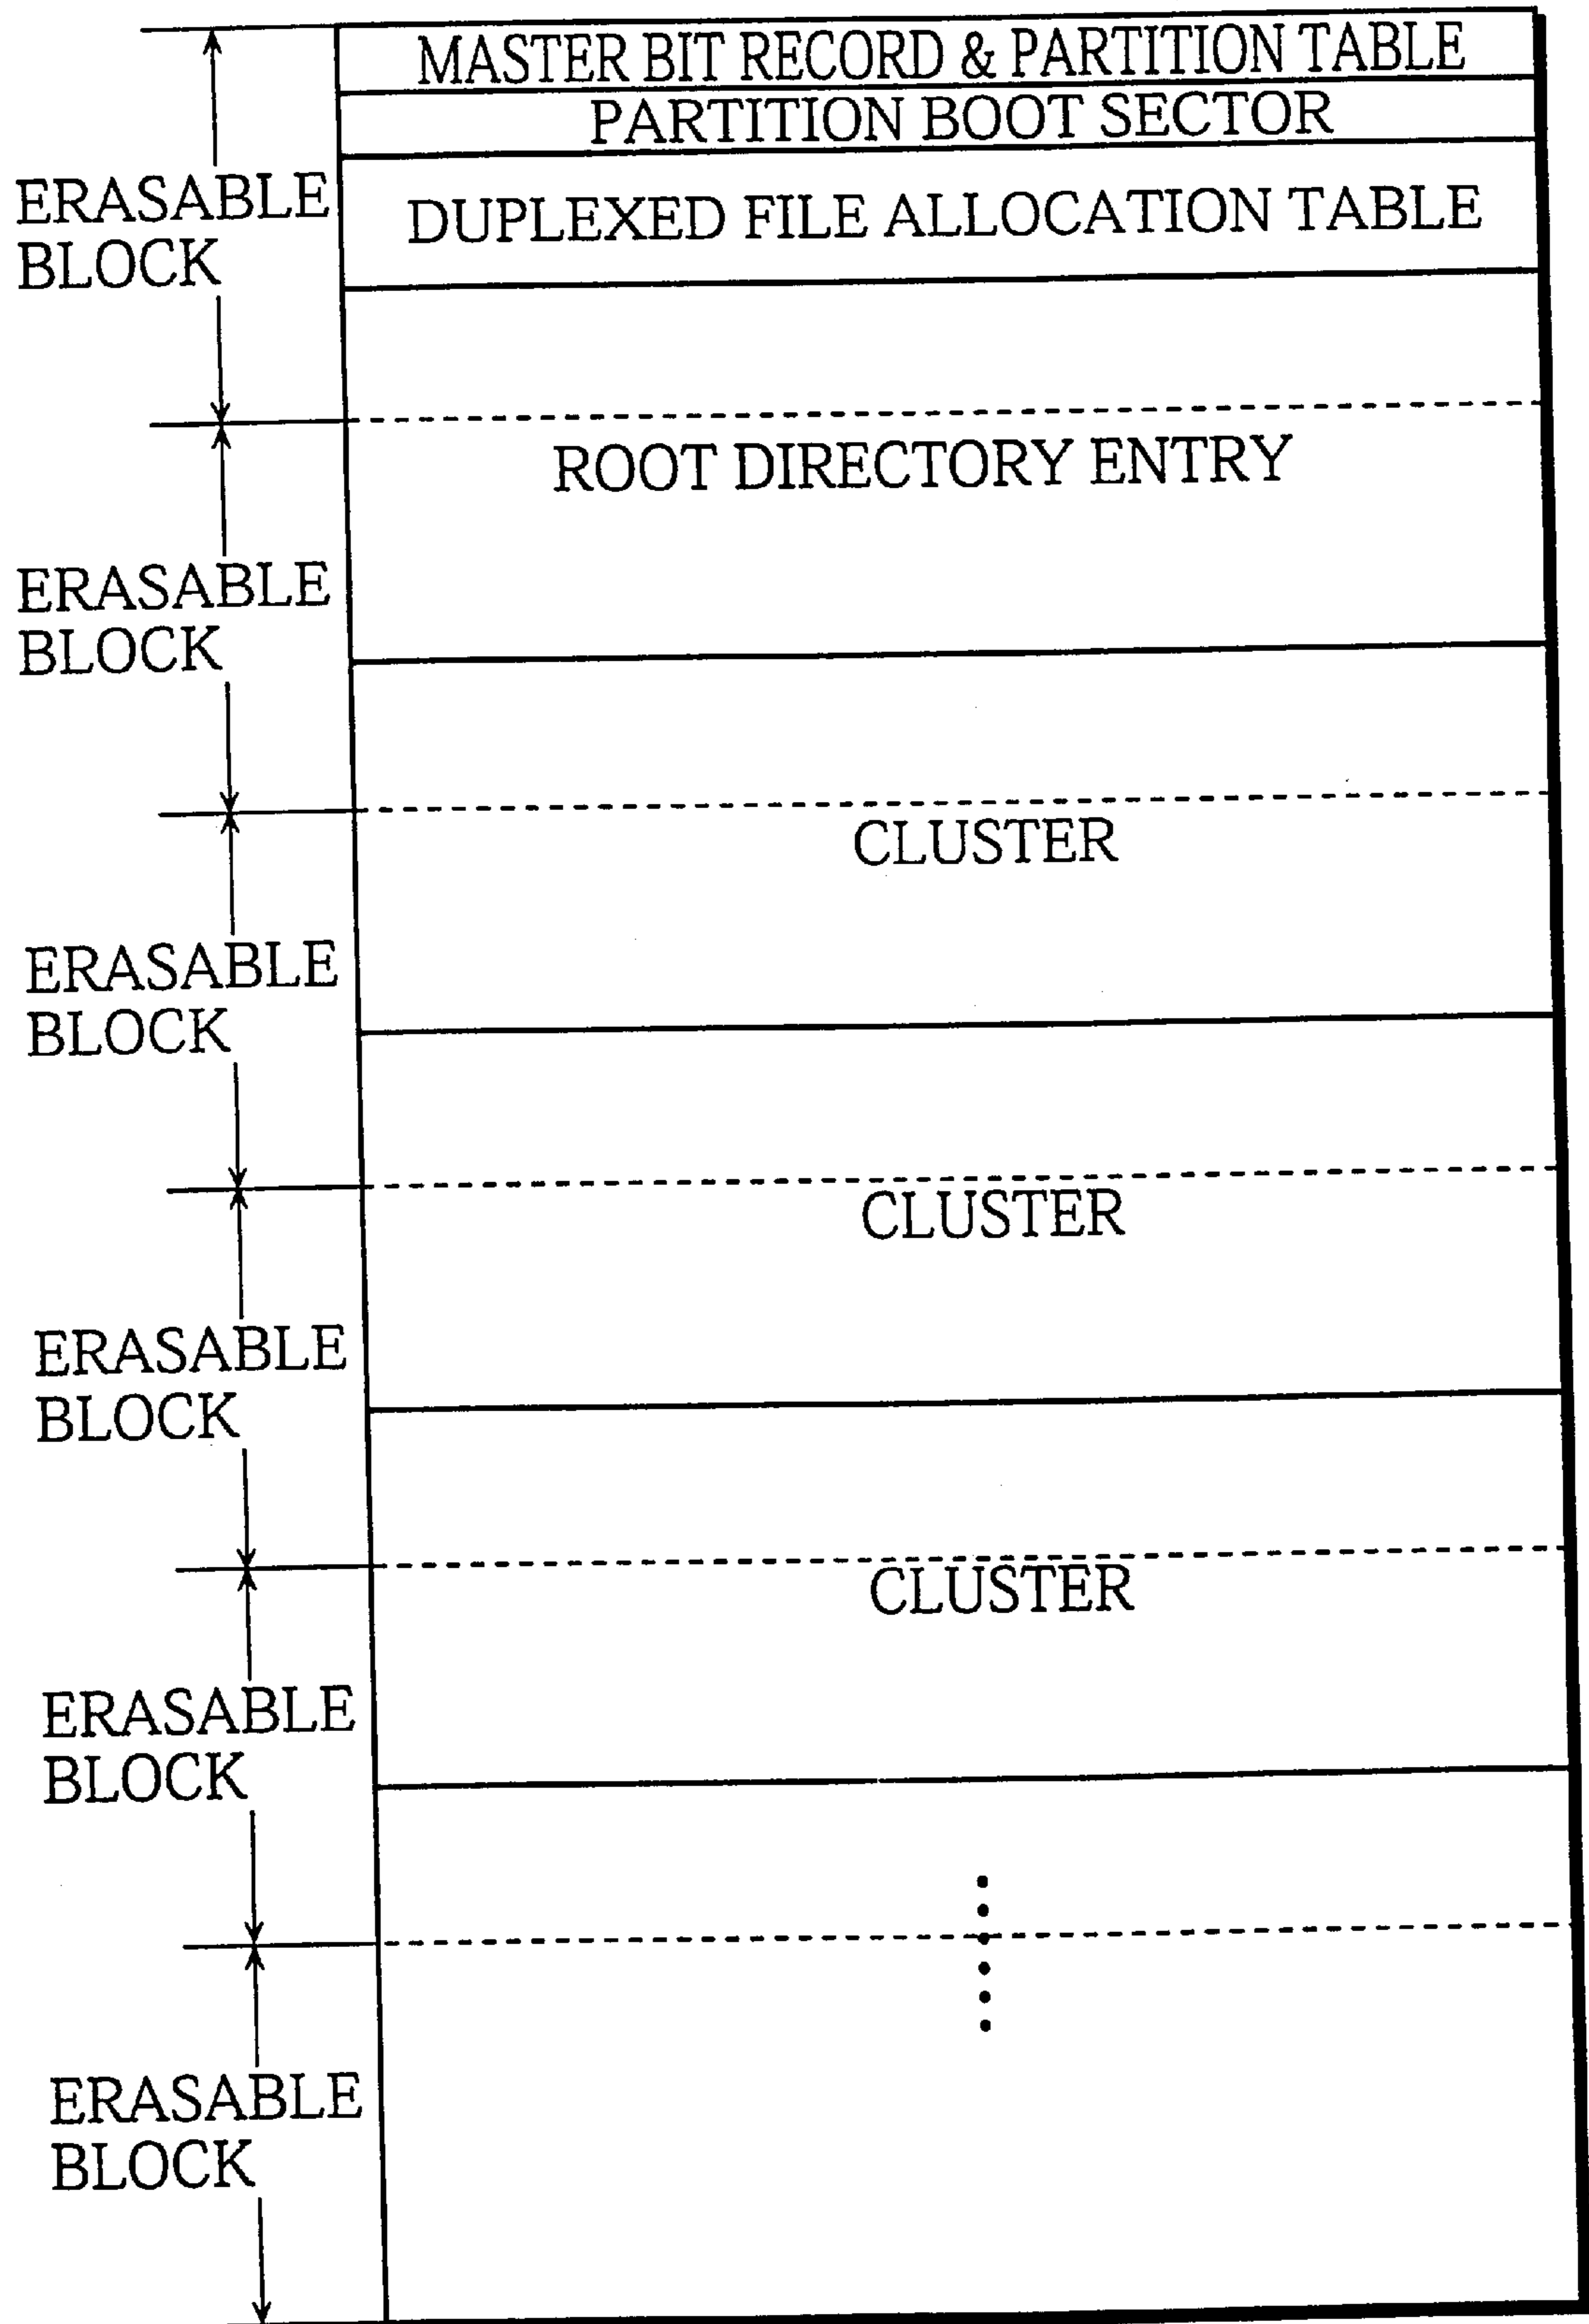 MASTER BIT RECORD & PARTITION TABLE
PARTITION BOOT SECTOR
DUPLEXED FILE ALLOCATION TABLE
ERASABLE
BLOCK
ROOT DIRECTORY ENTRY
ERASABLE
BLOCK
CLUSTER
ERASABLE
BLOCK
CLUSTER
ERASABLE
BLOCK
CLUSTER
ERASABLE
BLOCK
ERASABLE
BLOCK